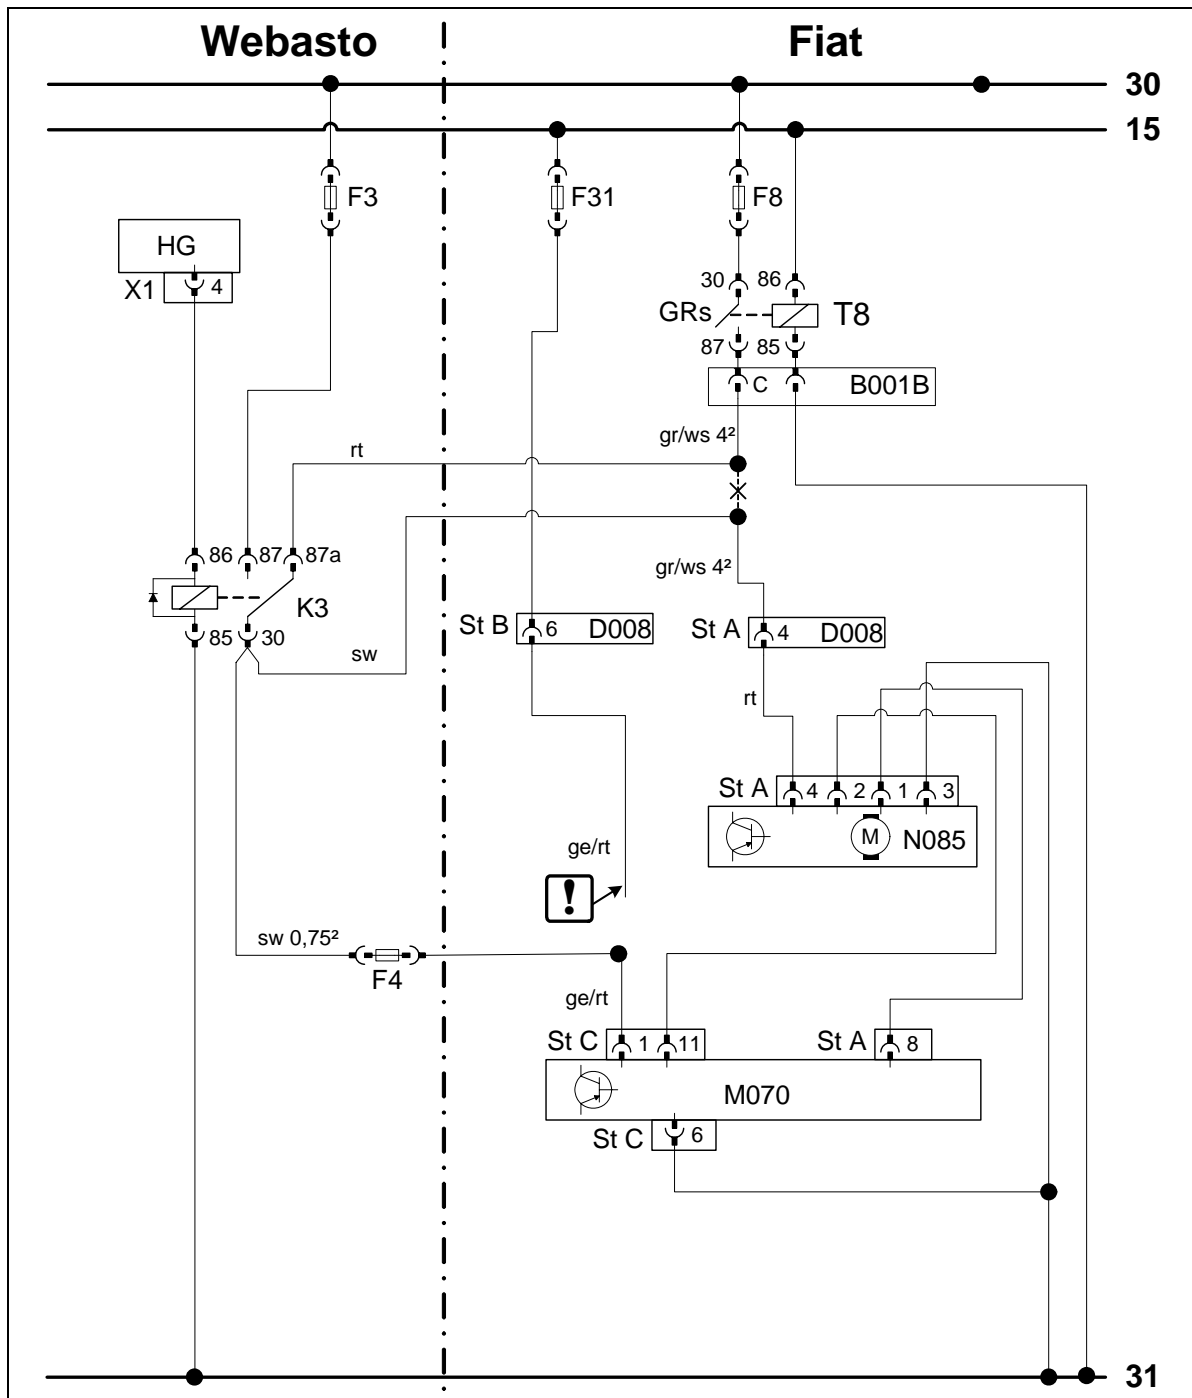 Webasto
Fiat
30
15
F3
F31
F8
HG
X1
4
30
86
GRs
T8
87
85
C
B001B
gr/ws 4²
rt
86
87
87a
gr/ws 4²
K3
St B
6
D008
St A
4
D008
85
30
sw
rt
St A
4
2
1
3
M
N085
ge/rt
!
sw 0,75²
F4
ge/rt
St C
1
11
St A
8
M070
St C
6
31